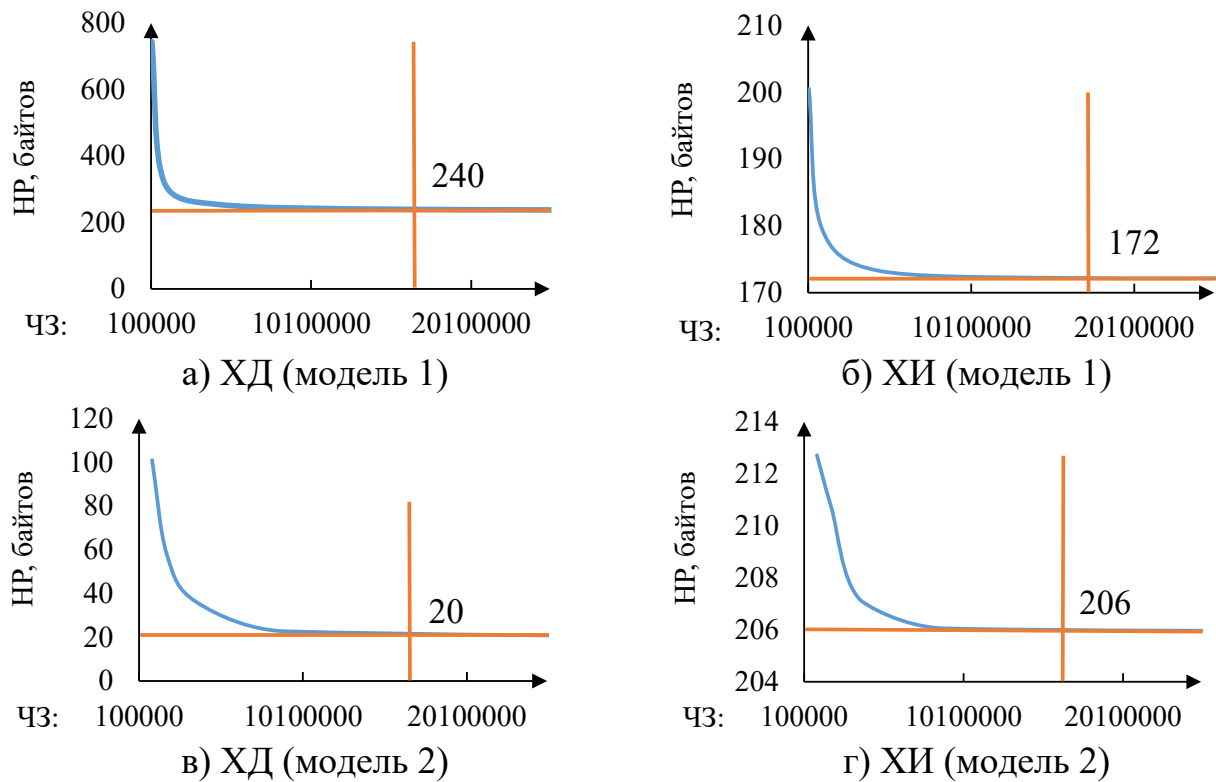 НР, байтов
800
600
400
200
0
240
ЧЗ: 100000 10100000 20100000
а) ХД (модель 1)
НР, байтов
210
200
190
180
170
172
ЧЗ: 100000 10100000 20100000
б) ХИ (модель 1)
НР, байтов
120
100
80
60
40
20
0
20
ЧЗ: 100000 10100000 20100000
в) ХД (модель 2)
НР, байтов
214
212
210
208
206
204
206
ЧЗ: 100000 10100000 20100000
г) ХИ (модель 2)